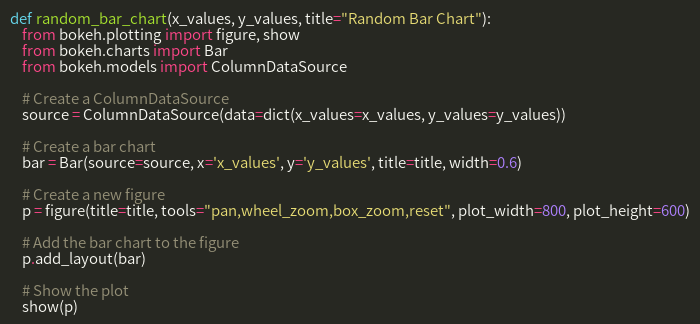 def random_bar_chart(x_values, y_values, title="Random Bar Chart"):
from bokeh.plotting import figure, show
from bokeh.charts import Bar
from bokeh.models import ColumnDataSource
# Create a ColumnDataSource
source = ColumnDataSource(data=dict(x_values=x_values, y_values=y_values))
# Create a bar chart
bar = Bar(source=source, x='x_values', y='y_values', title=title, width=0.6)
# Create a new figure
p = figure(title=title, tools="pan,wheel_zoom,box_zoom,reset", plot_width=800, plot_height=600)
# Add the bar chart to the figure
p.add_layout(bar)
# Show the plot
show(p)